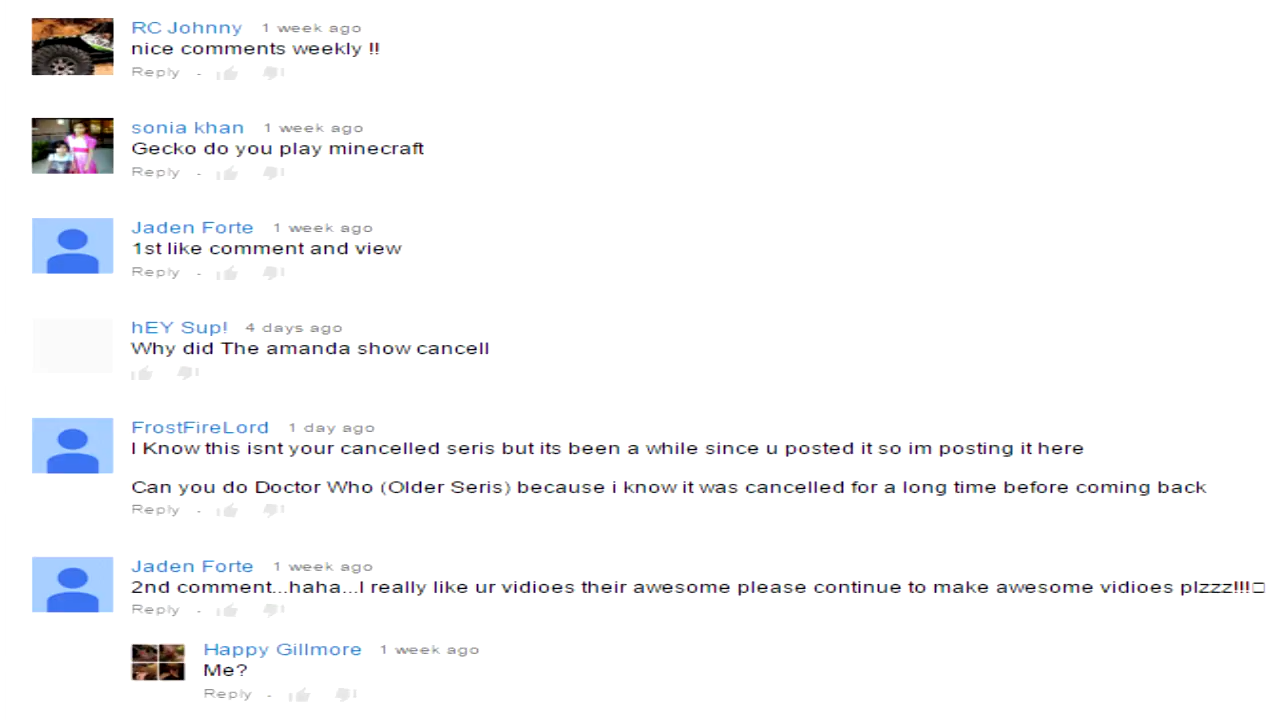 RC Johnny 1 week ago
nice comments weekly !!
Reply -
sonia khan 1 week ago
Gecko do you play minecraft
Reply -
Jaden Forte 1 week ago
1st like comment and view
Reply -
hEY Sup! 4 days ago
Why did The amanda show cancell
FrostFireLord 1 day ago
I Know this isnt your cancelled seris but its been a while since u posted it so im posting it here
Can you do Doctor Who (Older Seris) because i know it was cancelled for a long time before coming back
Reply -
Jaden Forte 1 week ago
2nd comment...haha...I really like ur vidioes their awesome please continue to make awesome vidioes plzzz!!!□
Reply -
Happy Gillmore 1 week ago
Me?
Reply -